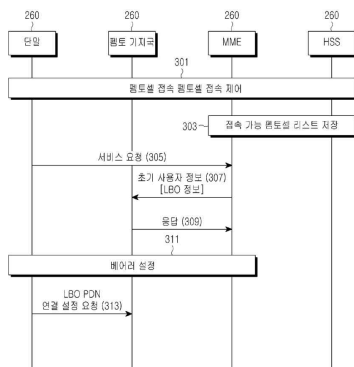 260 260 260 260
단말 펨토 기지국 MME HSS
301
펨토셀 접속 펨토셀 접속 제어
303 접속 가능 펨토셀 리스트 저장
서비스 요청 (305)
초기 사용자 정보 (307)
[LBO 정보]
응답 (309)
311
베어러 설정
LBO PDN
연결 설정 요청 (313)